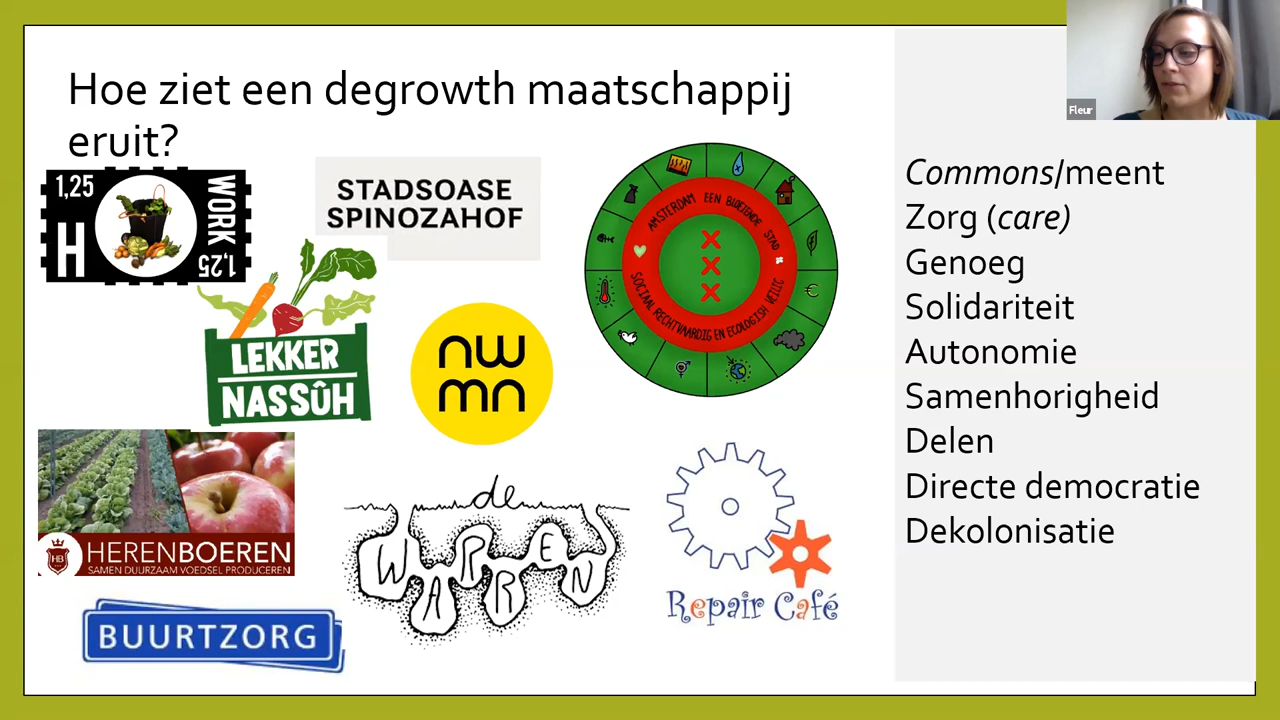 Hoe ziet een degrowth maatschappij
eruit?
Fleur
1,25
WORK
H
1,25
STADSOASE
SPINOZAHOF
AMSTERDAM EEN BLOEIENDE STAD
X
X
X
SOCIAAL RECHTVAARDIG EN ECOLOGISH VEILIG
€
LEKKER
NASSÛH
nw
mn
HB
HERENBOEREN
SAMEN DUURZAAM VOEDSEL PRODUCEREN
de
WARREN
Repair Café
BUURTZORG
Commons/meent
Zorg (care)
Genoeg
Solidariteit
Autonomie
Samenhorigheid
Delen
Directe democratie
Dekolonisatie